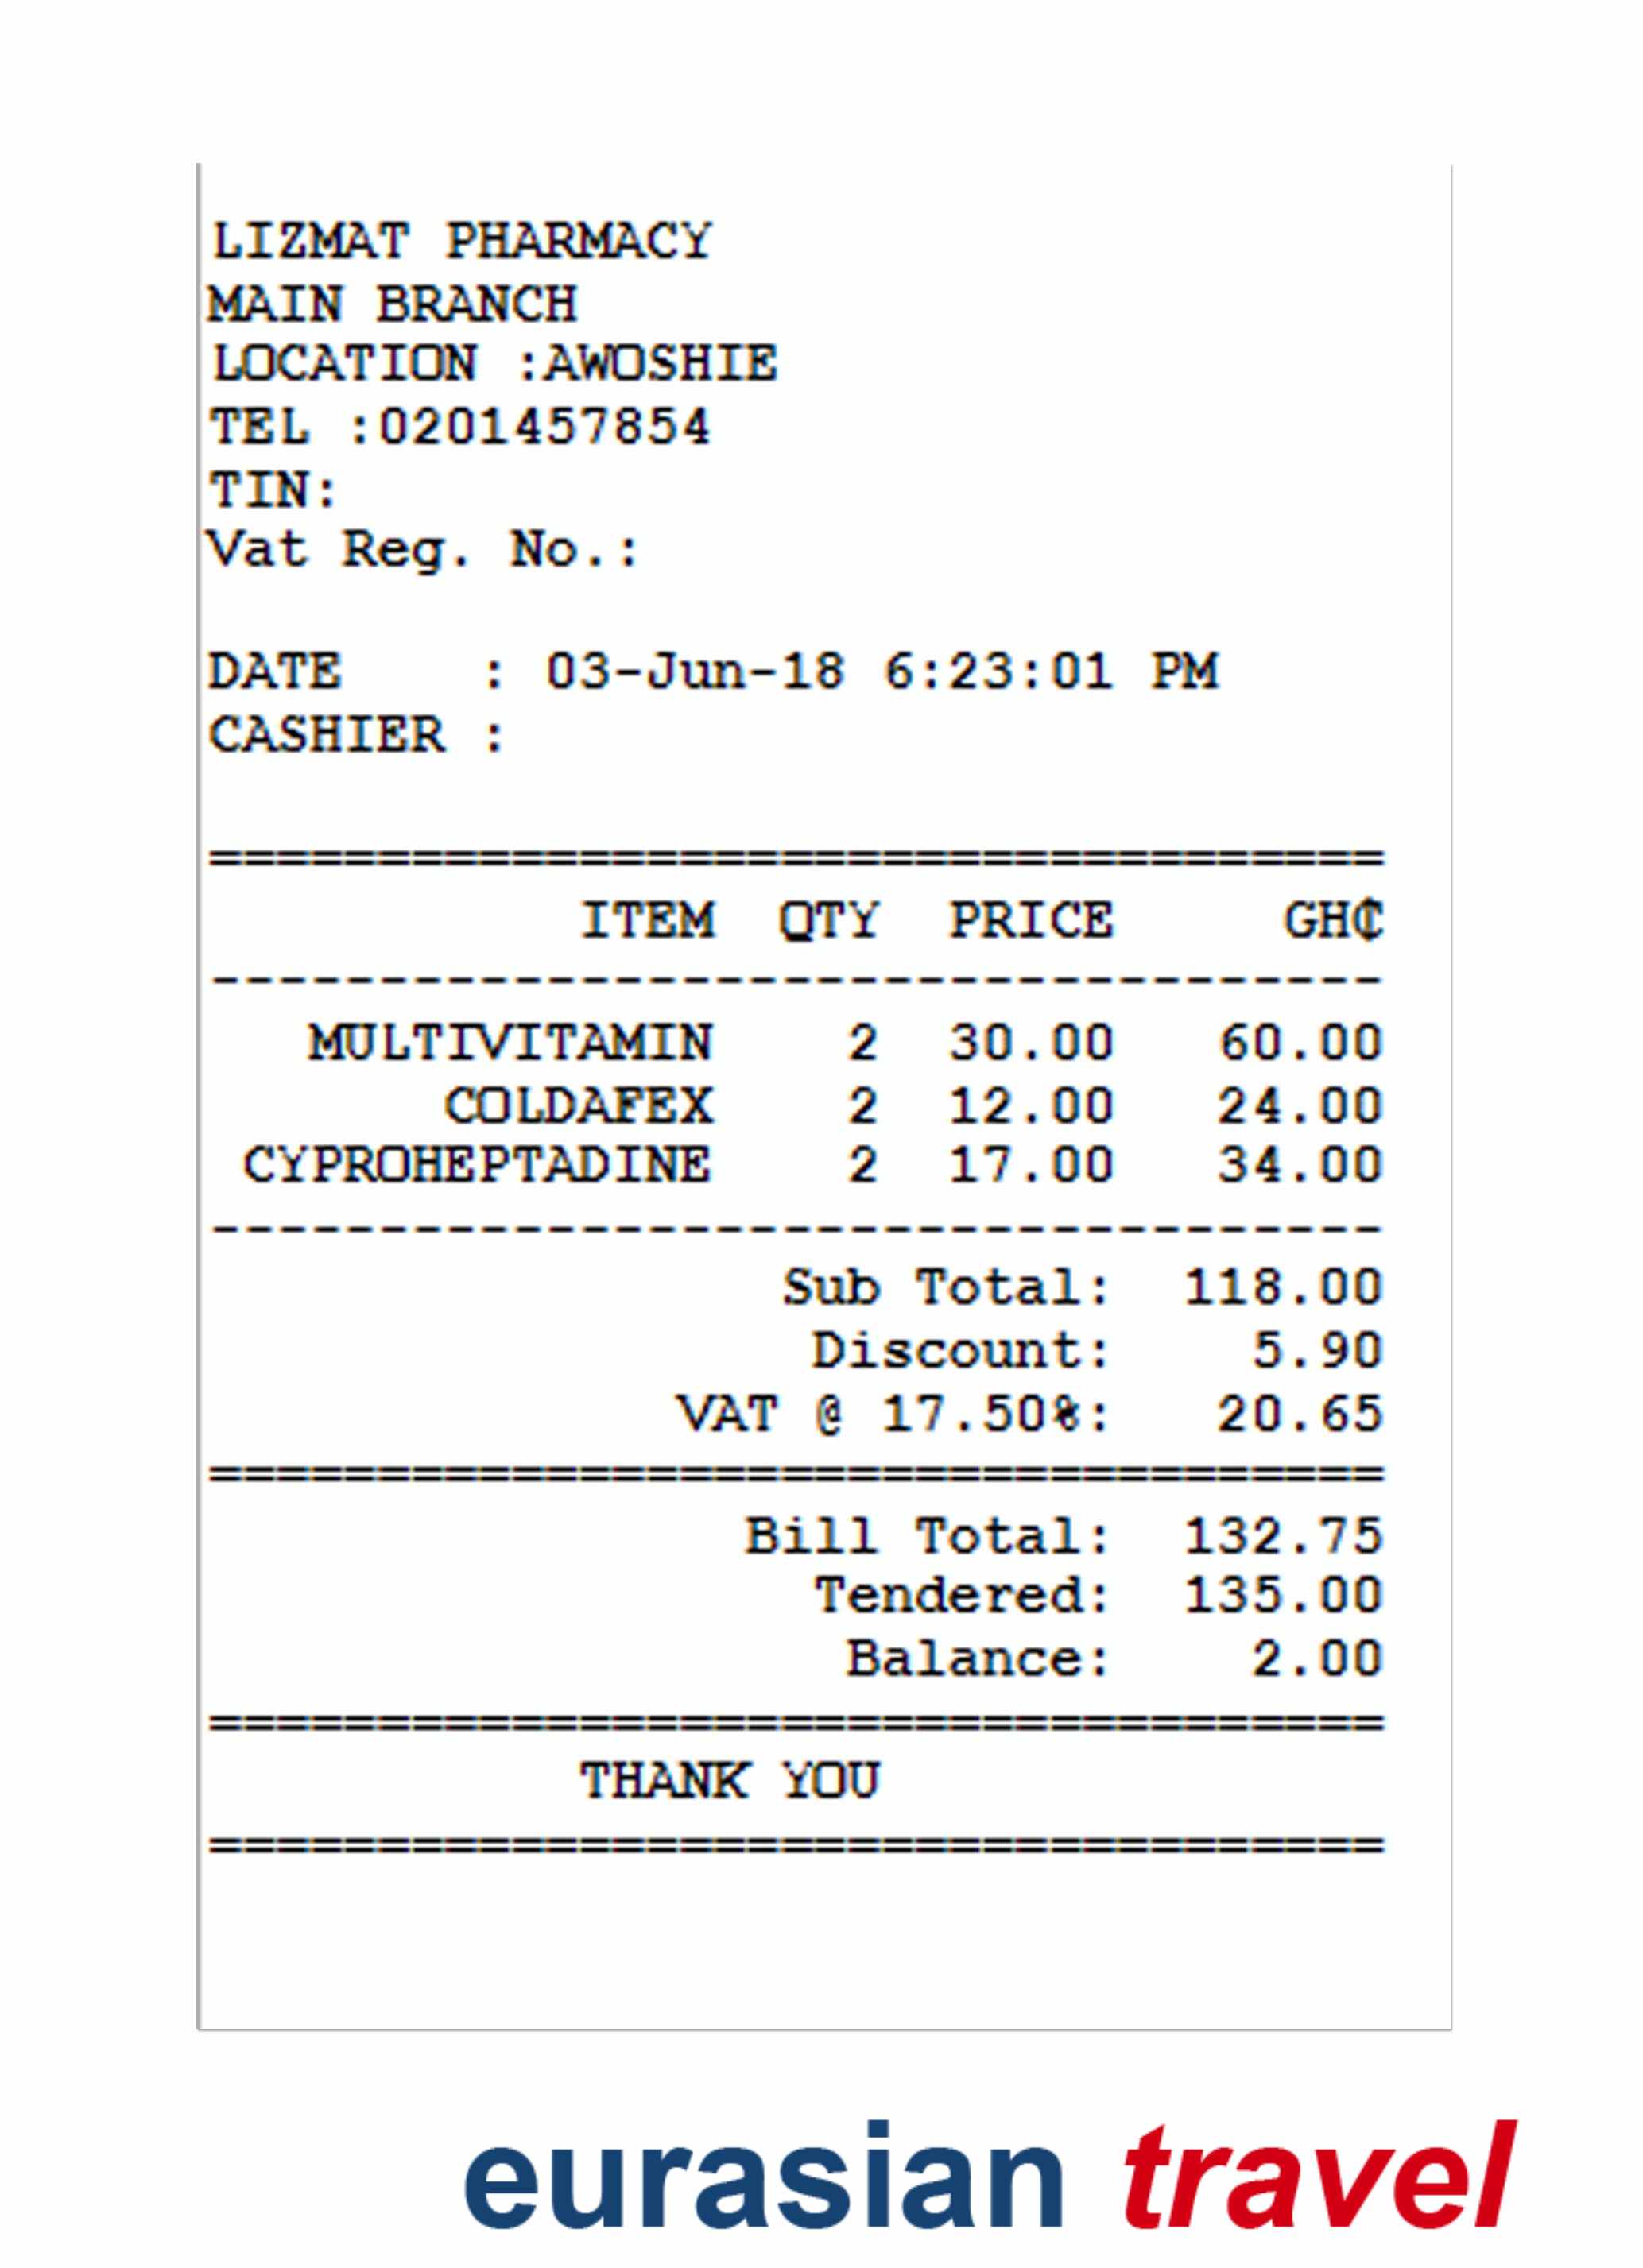 LIZMAT PHARMACY
MAIN BRANCH
LOCATION :AWOSHIE
TEL :0201457854
TIN:
Vat Reg. No.:
DATE : 03-Jun-18 6:23:01 PM
CASHIER :
=================================== 
ITEM QTY PRICE GH₵
-----------------------------------
MULTIVITAMIN 2 30.00 60.00
COLDAFEX 2 12.00 24.00
CYPROHEPTADINE 2 17.00 34.00
-----------------------------------
Sub Total: 118.00
Discount: 5.90
VAT @ 17.50%: 20.65
===================================
Bill Total: 132.75
Tendered: 135.00
Balance: 2.00
===================================
THANK YOU
===================================
eurasian travel